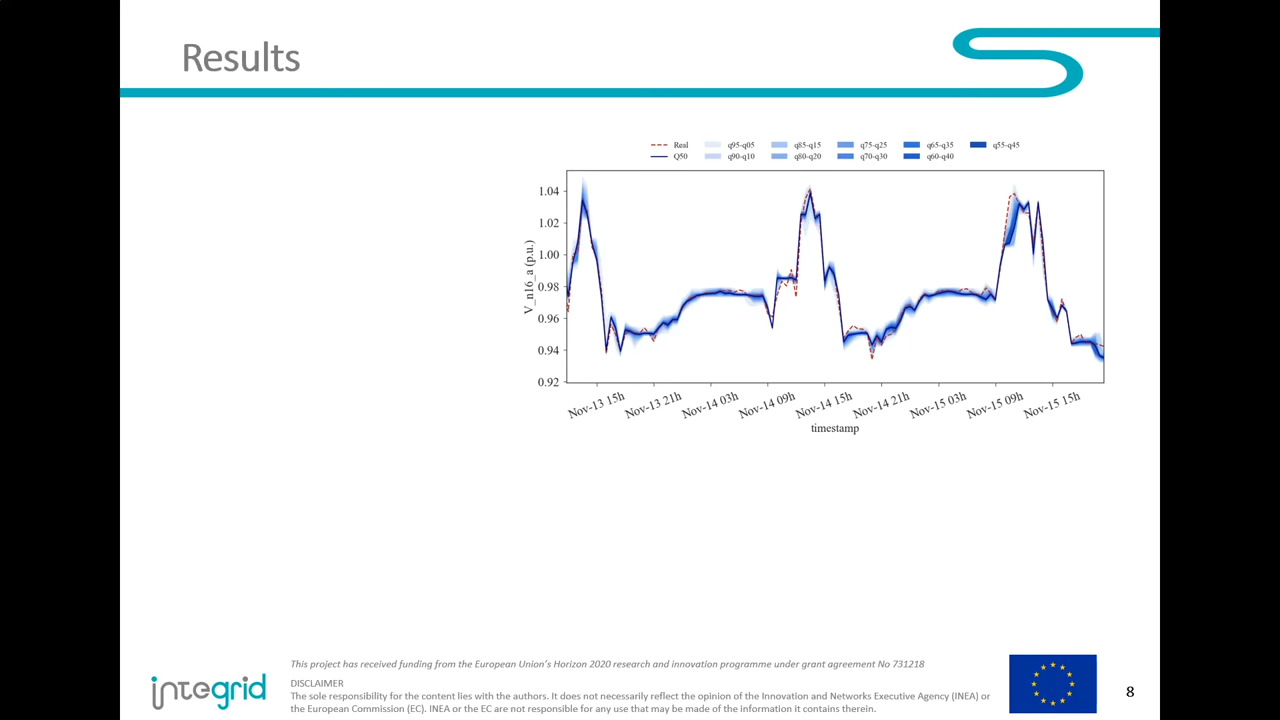 Results
Real q95-q05 q85-q15 q75-q25 q65-q35 q55-q45
Q50 q90-q10 q80-q20 q70-q30 q60-q40
1.04
1.02
1.00
0.98
0.96
0.94
0.92
V_n16_a (p.u.)
Nov-13 15h Nov-13 21h Nov-14 03h Nov-14 09h Nov-14 15h Nov-14 21h Nov-15 03h Nov-15 09h Nov-15 15h
timestamp
This project has received funding from the European Union's Horizon 2020 research and innovation programme under grant agreement No 731218
DISCLAIMER
The sole responsibility for the content lies with the authors. It does not necessarily reflect the opinion of the Innovation and Networks Executive Agency (INEA) or
the European Commission (EC). INEA or the EC are not responsible for any use that may be made of the information it contains therein.
integrid
8